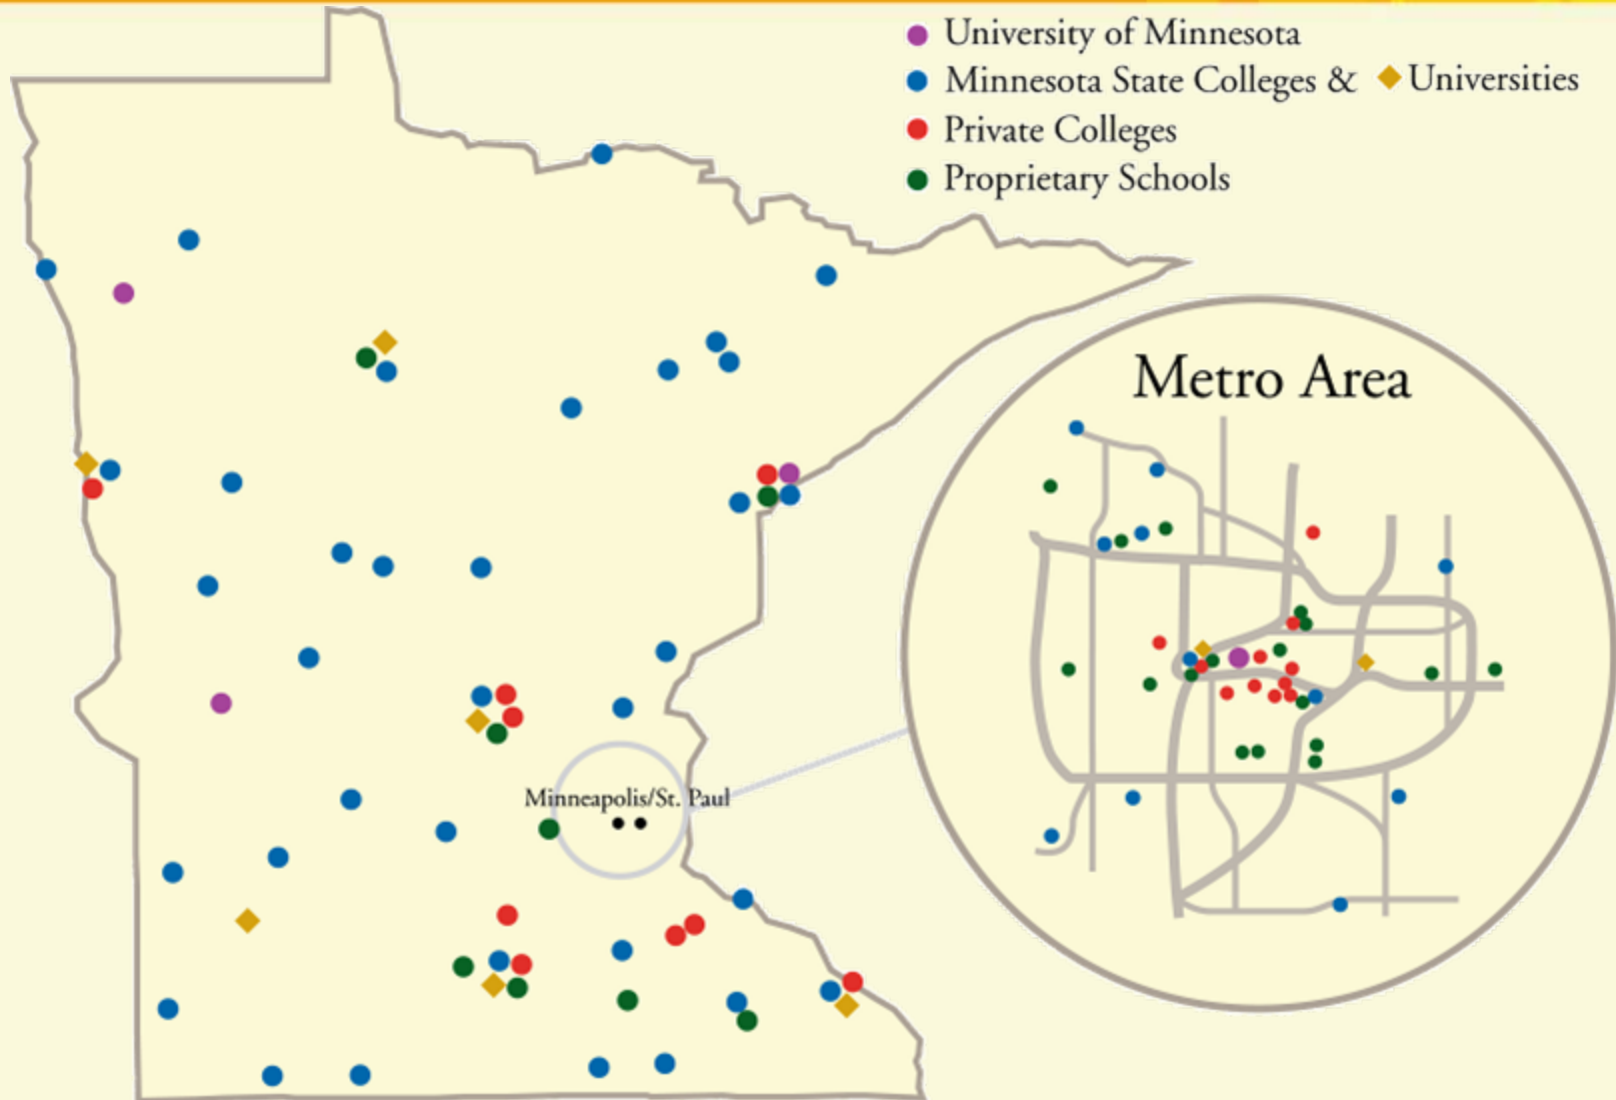 University of Minnesota
Minnesota State Colleges & Universities
Private Colleges
Proprietary Schools
Metro Area
Minneapolis/St. Paul